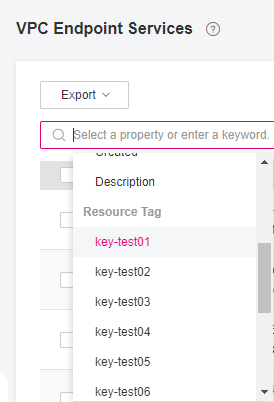 VPC Endpoint Services
Export
Select a property or enter a keyword.
Created
Description
Resource Tag
key-test01
key-test02
key-test03
key-test04
key-test05
key-test06